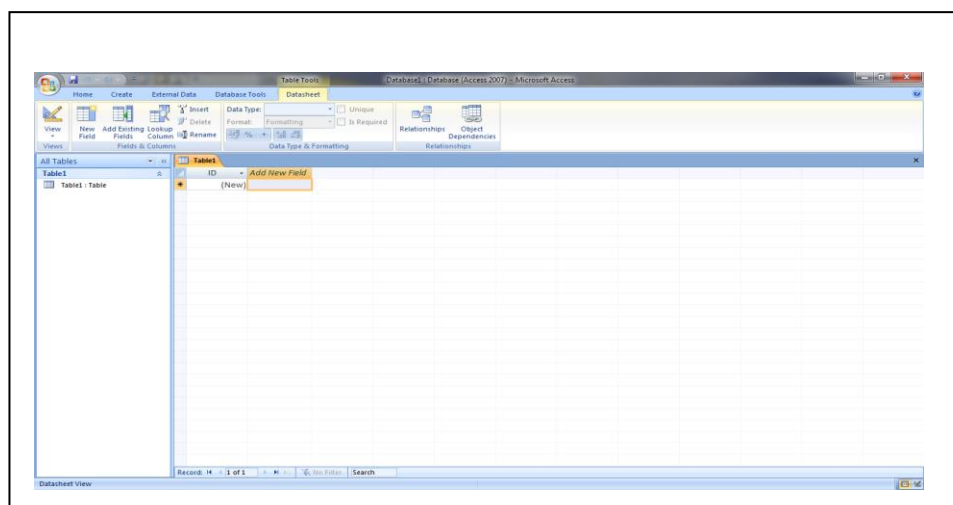 Table Tools Database1 : Database (Access 2007) - Microsoft Access
Home Create External Data Database Tools Datasheet
View
New Field
Add Existing Fields
Lookup Column
Insert
Delete
Rename
Data Type:
Format: Formatting
Unique
Is Required
Relationships
Object Dependencies
Views Fields & Columns Data Type & Formatting Relationships
All Tables
Table1
Table1 : Table
Table1
ID Add New Field
(New)
Record: 1 of 1 No Filter Search
Datasheet View